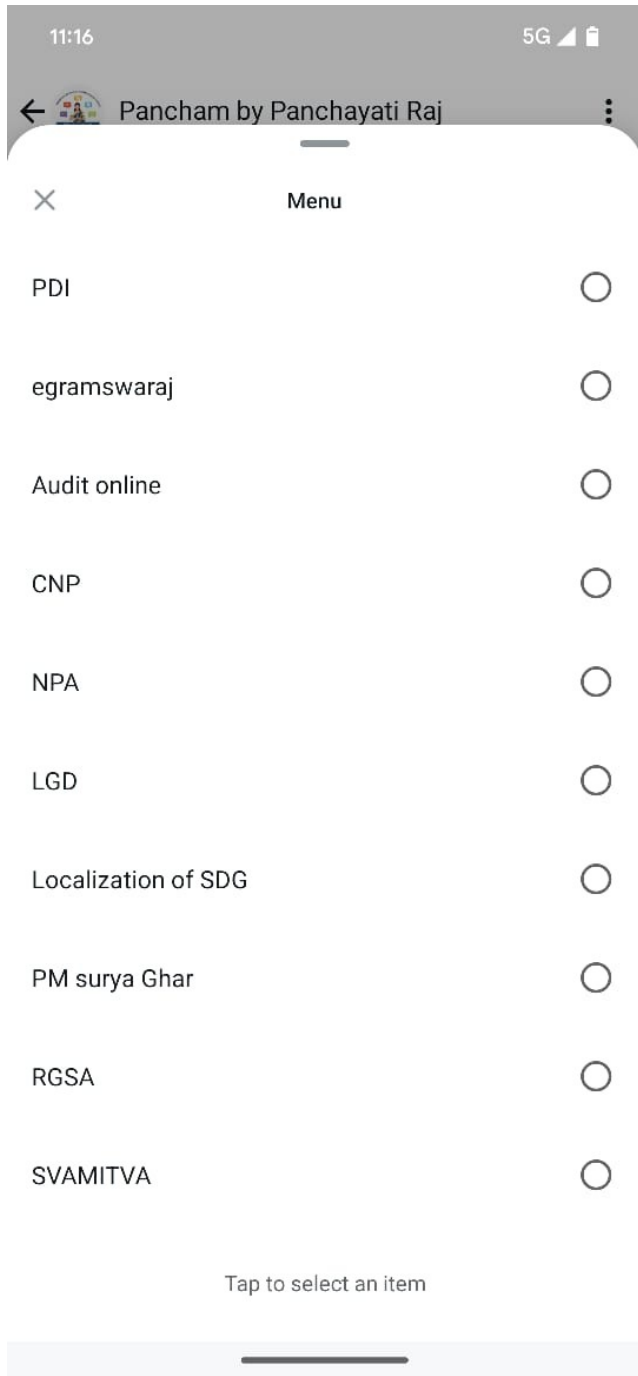 11:16
5G
Pancham by Panchayati Raj
Menu
PDI
egramswaraj
Audit online
CNP
NPA
LGD
Localization of SDG
PM surya Ghar
RGSA
SVAMITVA
Tap to select an item